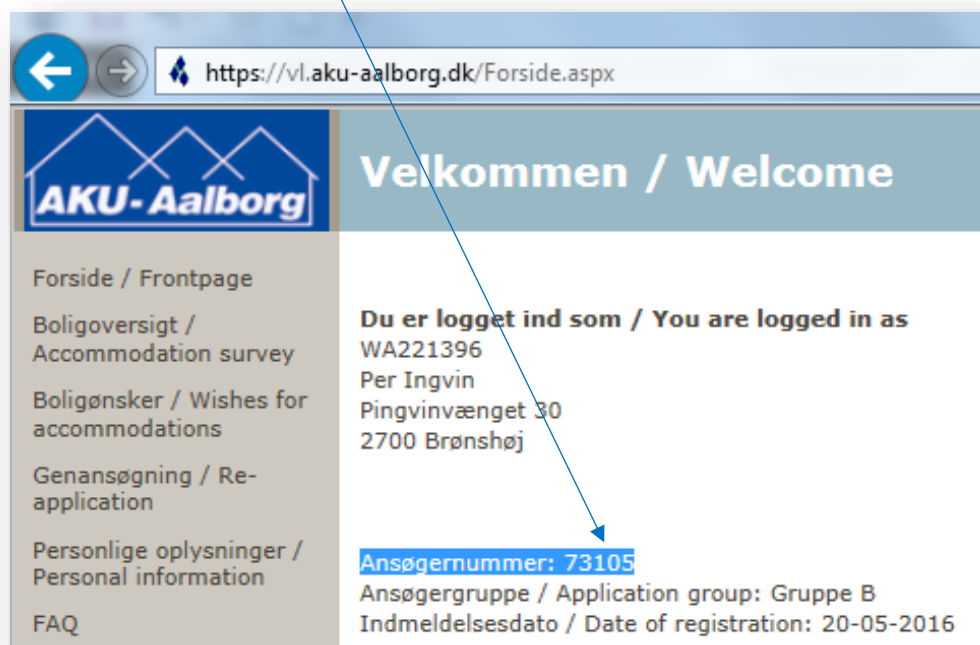 https://vl.aku-aalborg.dk/Forside.aspx
AKU-Aalborg
Velkommen / Welcome
Forside / Frontpage
Boligoversigt /
Accommodation survey
Boligønsker / Wishes for
accommodations
Genansøgning / Re-
application
Personlige oplysninger /
Personal information
FAQ
Du er logget ind som / You are logged in as
WA221396
Per Ingvin
Pingvinvænget 30
2700 Brønshøj
Ansøgernummer: 73105
Ansøgergruppe / Application group: Gruppe B
Indmeldelsesdato / Date of registration: 20-05-2016